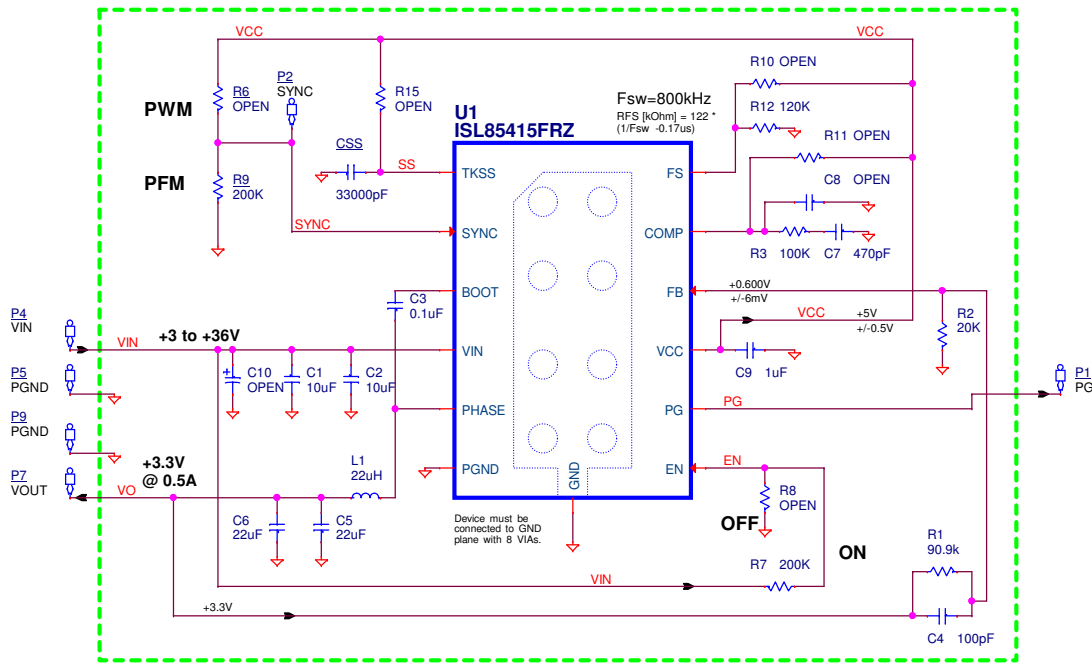 VCC
VCC
R6
OPEN
P2
SYNC
R15
OPEN
PWM
PFM
R9
200K
CSS
33000pF
SS
SYNC
U1
ISL85415FRZ
Fsw=800kHz
RFS [kOhm] = 122 *
(1/Fsw -0.17us)
R10 OPEN
R12 120K
R11 OPEN
C8 OPEN
R3 100K
C7 470pF
TKSS
SYNC
BOOT
VIN
PHASE
PGND
FS
COMP
FB
VCC
PG
EN
GND
C3
0.1uF
+0.600V
+/-6mV
VCC
+5V
+/-0.5V
R2
20K
C9 1uF
P4
VIN
VIN
+3 to +36V
P5
PGND
P9
PGND
P7
VOUT
VO
+3.3V
@ 0.5A
C10
OPEN
+
C1
10uF
C2
10uF
L1
22uH
C6
22uF
C5
22uF
PG
P1
PG
EN
R8
OPEN
OFF
ON
Device must be
connected to GND
plane with 8 VIAs.
VIN
R7 200K
R1
90.9k
C4 100pF
+3.3V